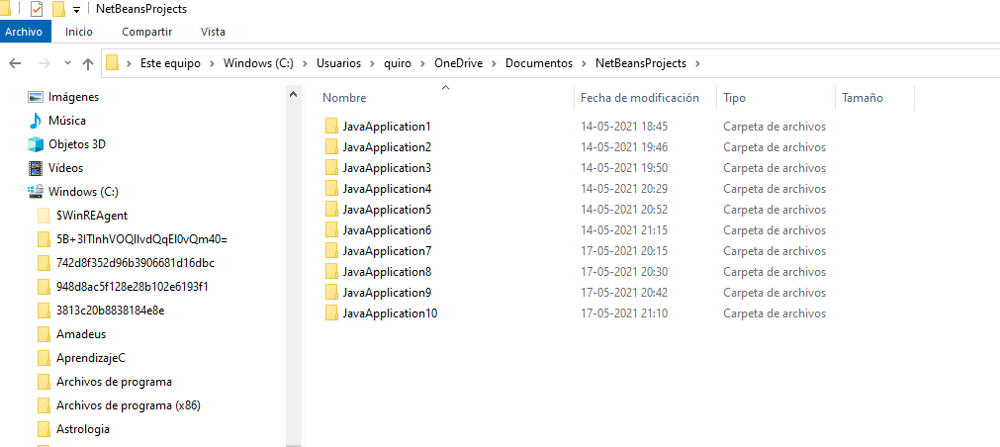 NetBeansProjects
Archivo Inicio Compartir Vista
Este equipo > Windows (C:) > Usuarios > quiro > OneDrive > Documentos > NetBeansProjects >
Imágenes
Música
Objetos 3D
Vídeos
Windows (C:)
$WinREAgent
742d8f352d96b3906681d16dbc
948d8ac5f128e28b102e6193f1
3813c20b8838184e8e
Amadeus
AprendizajeC
Archivos de programa
Archivos de programa (x86)
Astrologia
Nombre Fecha de modificación Tipo Tamaño
JavaApplication1 14-05-2021 18:45 Carpeta de archivos
JavaApplication2 14-05-2021 19:46 Carpeta de archivos
JavaApplication3 14-05-2021 19:50 Carpeta de archivos
JavaApplication4 14-05-2021 20:29 Carpeta de archivos
JavaApplication5 14-05-2021 20:52 Carpeta de archivos
JavaApplication6 14-05-2021 21:15 Carpeta de archivos
JavaApplication7 17-05-2021 20:15 Carpeta de archivos
JavaApplication8 17-05-2021 20:30 Carpeta de archivos
JavaApplication9 17-05-2021 20:42 Carpeta de archivos
JavaApplication10 17-05-2021 21:10 Carpeta de archivos